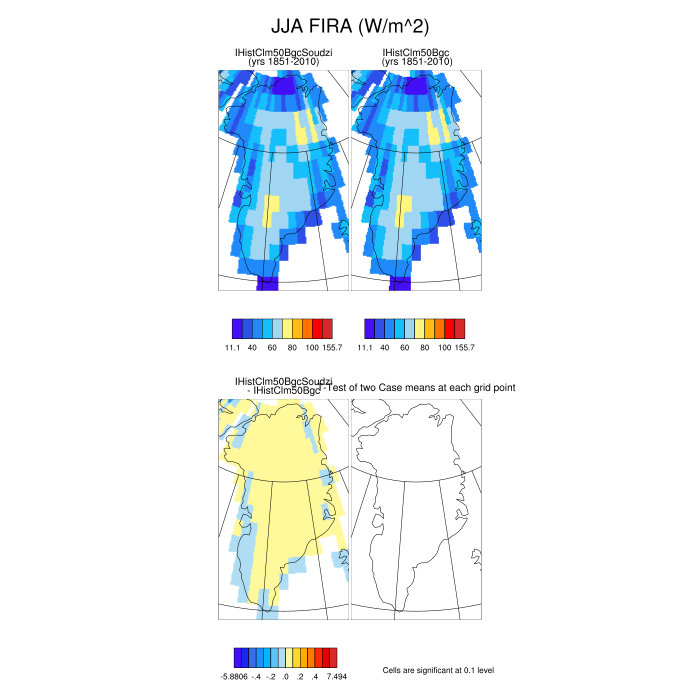 JJA FIRA (W/m^2)
IHistClm50BgcSoudzi
(yrs 1851-2010)
IHistClm50Bgc
(yrs 1851-2010)
11.1 40 60 80 100 155.7
11.1 40 60 80 100 155.7
IHistClm50BgcSoudzi
- IHistClm50Bgc
T-Test of two Case means at each grid point
-5.8806 -.4 -.2 .0 .2 .4 7.494
Cells are significant at 0.1 level